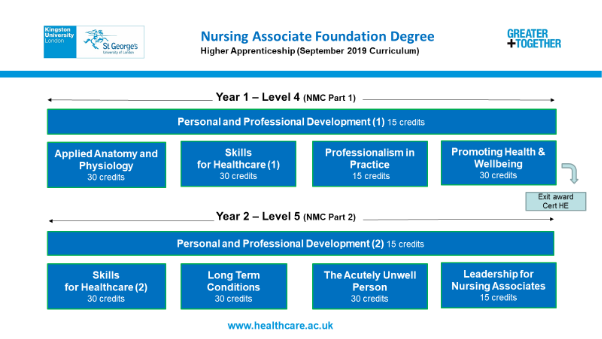 Kingston
University
London
St George's
University of London
Nursing Associate Foundation Degree
Higher Apprenticeship (September 2019 Curriculum)
GREATER
+TOGETHER
Year 1 – Level 4 (NMC Part 1)
Personal and Professional Development (1) 15 credits
Applied Anatomy and
Physiology
30 credits
Skills
for Healthcare (1)
30 credits
Professionalism in
Practice
15 credits
Promoting Health &
Wellbeing
30 credits
Exit award
Cert HE
Year 2 – Level 5 (NMC Part 2)
Personal and Professional Development (2) 15 credits
Skills
for Healthcare (2)
30 credits
Long Term
Conditions
30 credits
The Acutely Unwell
Person
30 credits
Leadership for
Nursing Associates
15 credits
www.healthcare.ac.uk